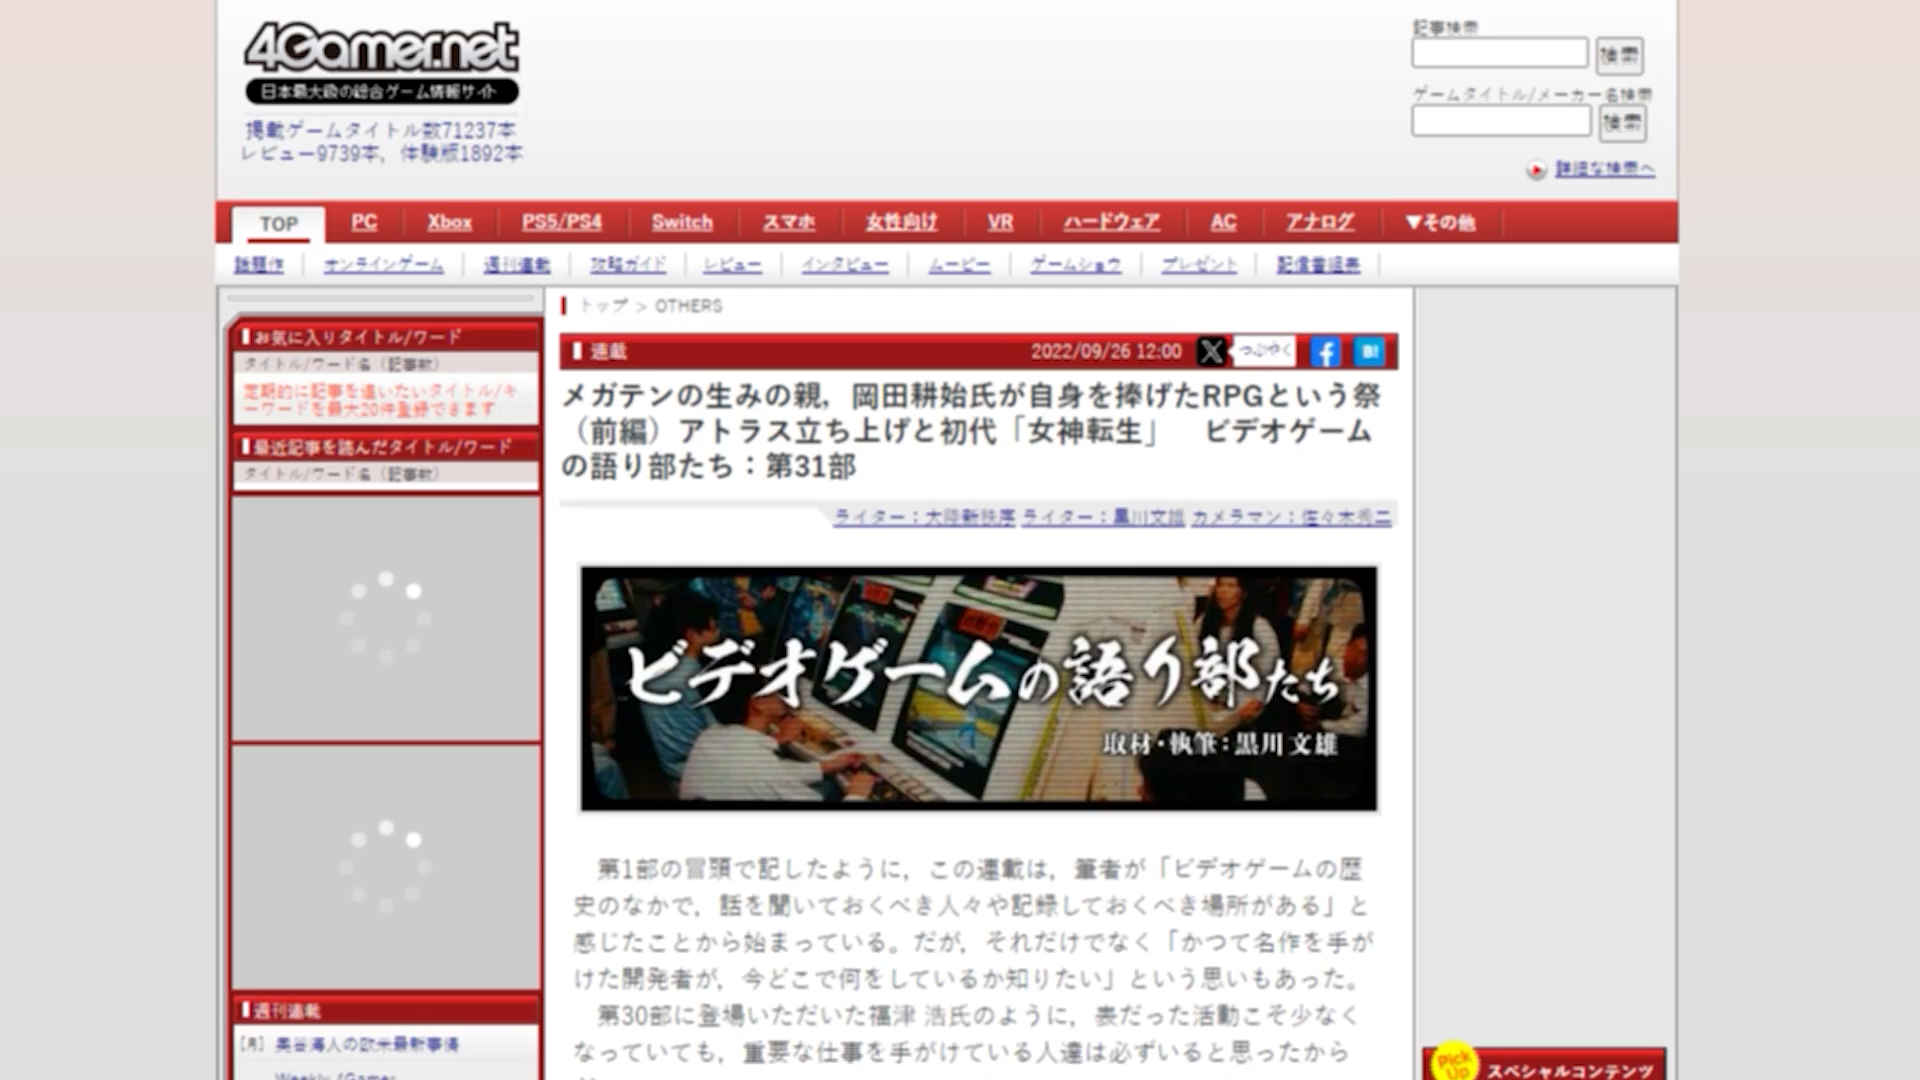 4Gamer.net
日本最大級の総合ゲーム情報サイト
掲載ゲームタイトル数71237本
レビュー9739本，体験版1892本
記事検索
検索
ゲームタイトル/メーカー名検索
検索
詳細な検索へ
TOP PC Xbox PS5/PS4 Switch スマホ 女性向け VR ハードウェア AC アナログ ▼その他
話題作 オンラインゲーム 週刊連載 攻略ガイド レビュー インタビュー ムービー ゲームショウ プレゼント 配信番組表
お気に入りタイトル/ワード
タイトル/ワード名（記事数）
定期的に記事を追いたいタイトル/キ
ーワードを最大20件登録できます
最近記事を読んだタイトル/ワード
タイトル/ワード名（記事数）
週刊連載
[月] 奥谷海人の欧米最新事情
Weekly 4Gamer
トップ > OTHERS
連載 2022/09/26 12:00 つぶやく B!
メガテンの生みの親，岡田耕始氏が自身を捧げたRPGという祭
（前編）アトラス立ち上げと初代「女神転生」　ビデオゲーム
の語り部たち：第31部
ライター：大陸新秩序 ライター：黒川文雄 カメラマン：佐々木秀二
ビデオゲームの語り部たち
取材・執筆：黒川文雄
第1部の冒頭で記したように，この連載は，筆者が「ビデオゲームの歴
史のなかで，話を聞いておくべき人々や記録しておくべき場所がある」と
感じたことから始まっている。だが，それだけでなく「かつて名作を手が
けた開発者が，今どこで何をしているか知りたい」という思いもあった。
第30部に登場いただいた福津 浩氏のように，表だった活動こそ少なく
なっていても，重要な仕事を手がけている人達は必ずいると思ったから
Pick Up スペシャルコンテンツ